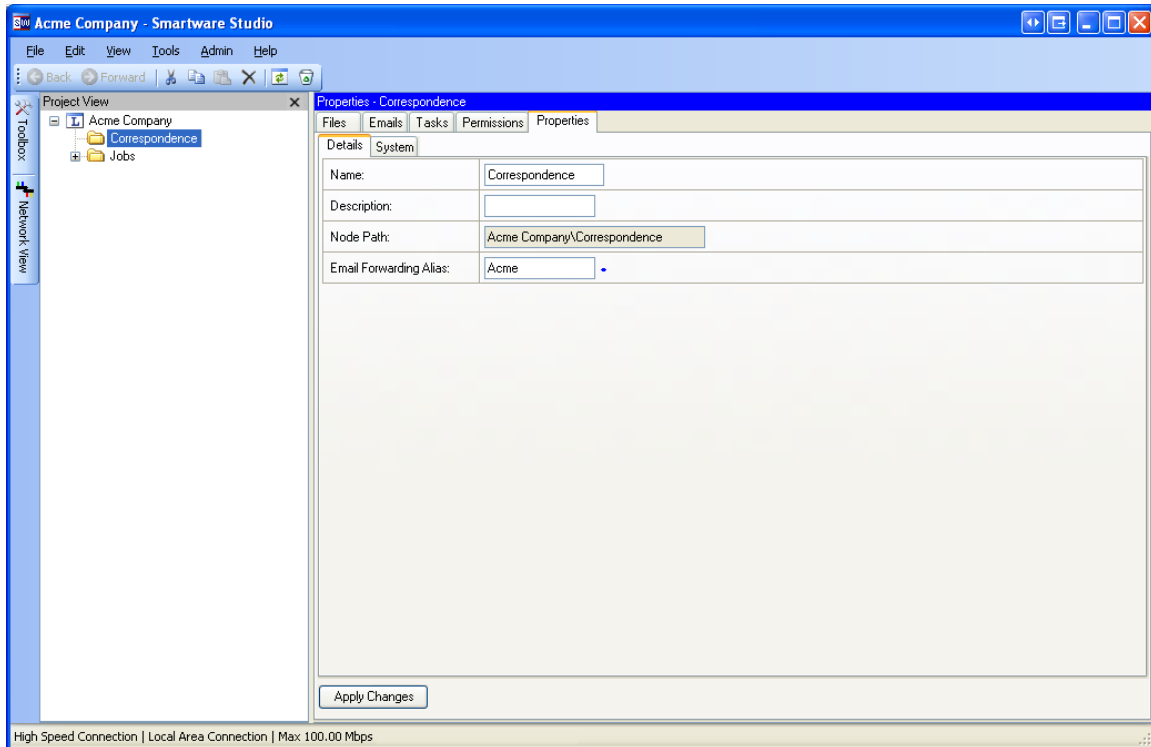 SW Acme Company - Smartware Studio
File Edit View Tools Admin Help
Back Forward
Toolbox
Network View
Project View
L Acme Company
Correspondence
Jobs
Properties - Correspondence
Files Emails Tasks Permissions Properties
Details System
Name: Correspondence
Description:
Node Path: Acme Company\Correspondence
Email Forwarding Alias: Acme
Apply Changes
High Speed Connection | Local Area Connection | Max 100.00 Mbps